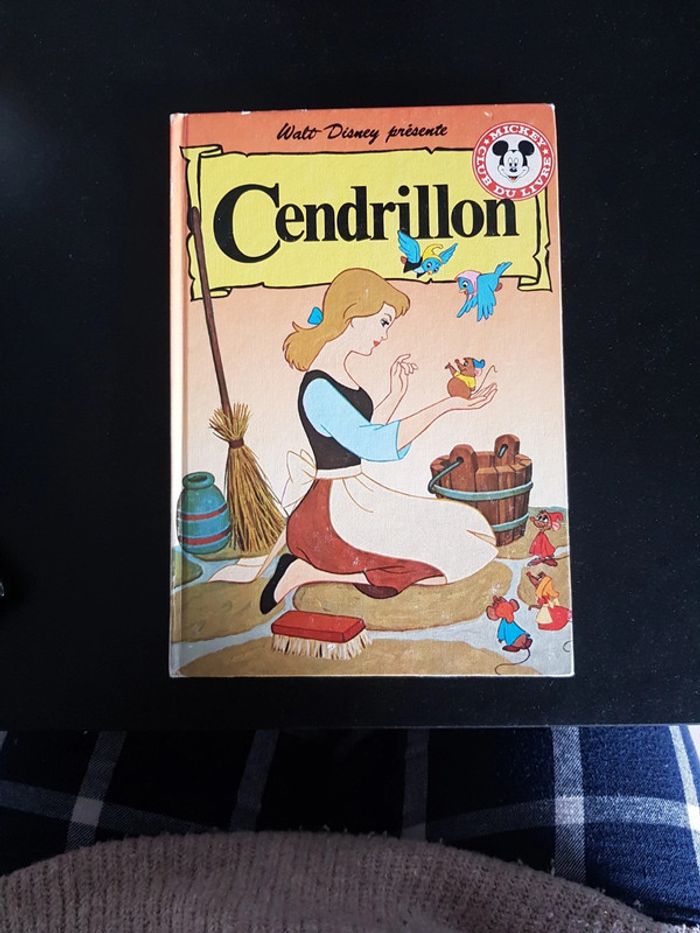 Walt Disney présente
MICKEY
CLUB DU LIVRE
Cendrillon